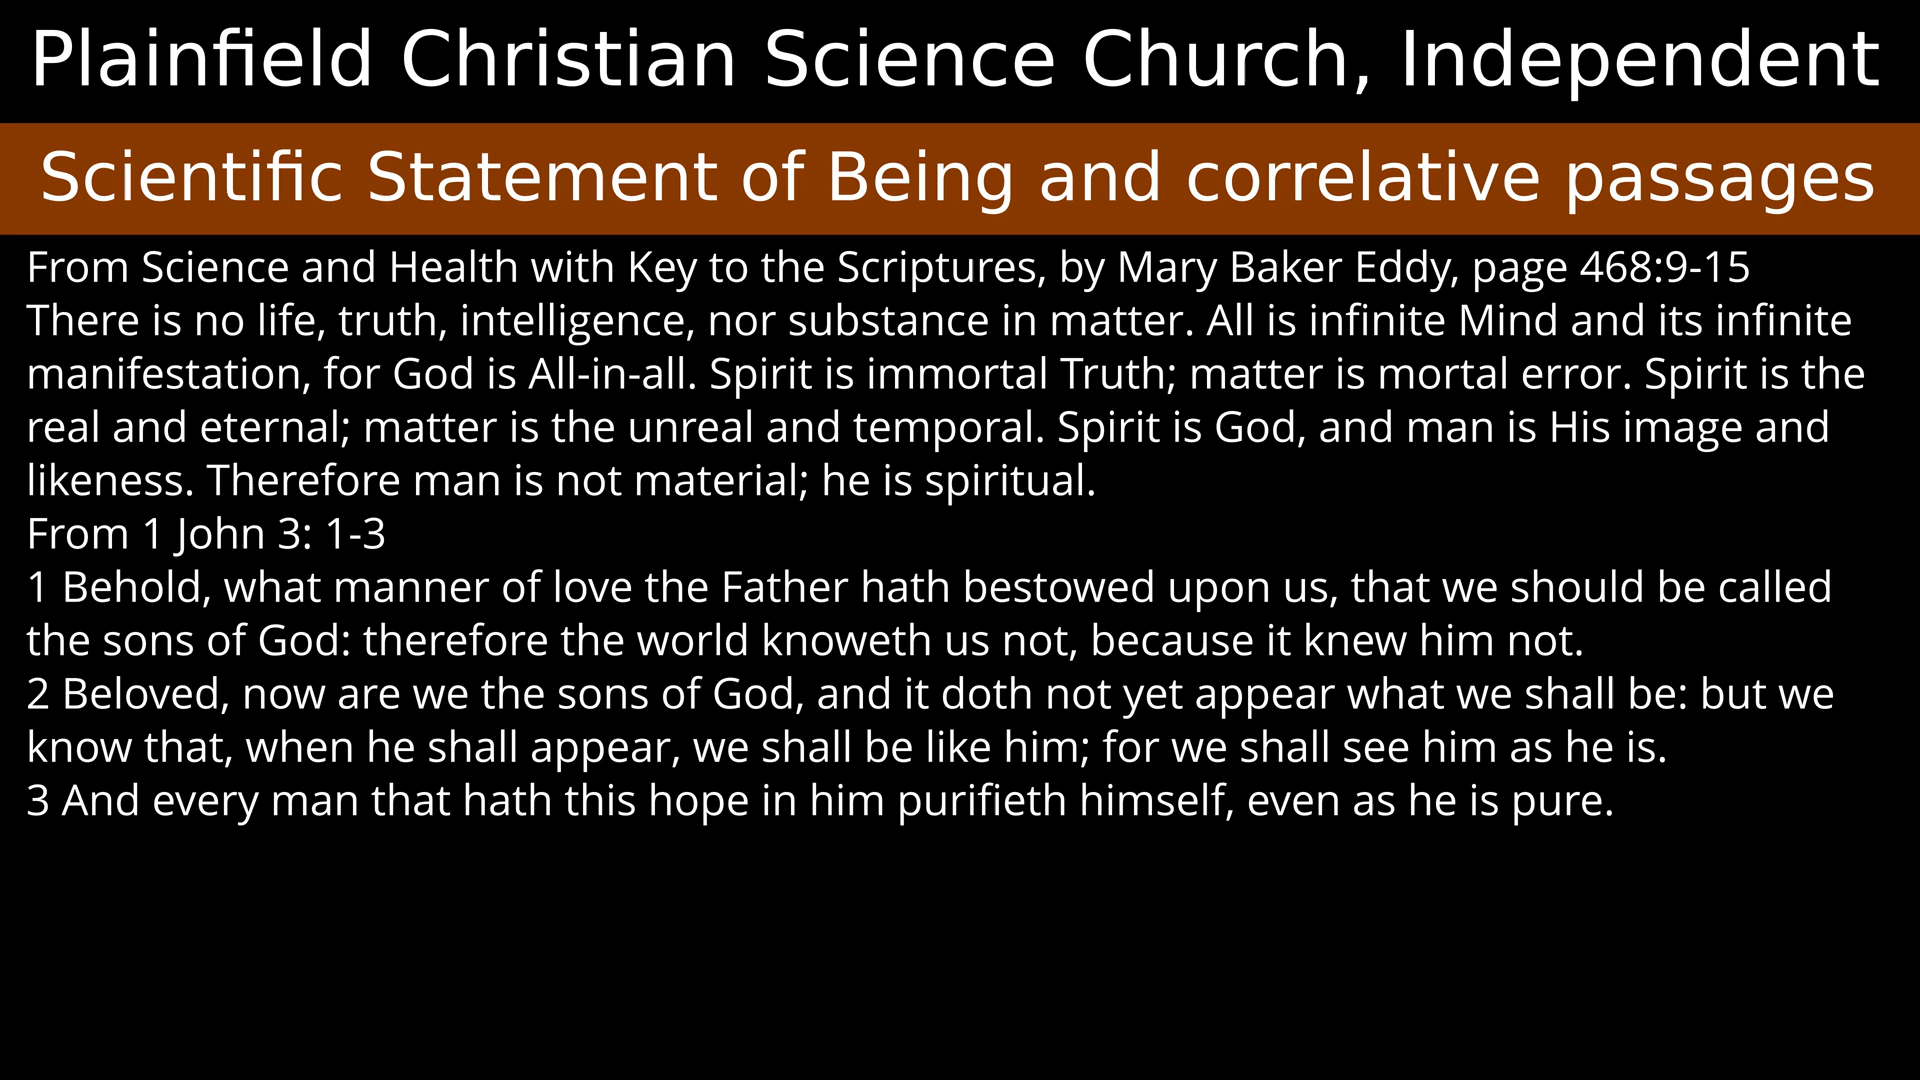 Plainfield Christian Science Church, Independent
Scientific Statement of Being and correlative passages
From Science and Health with Key to the Scriptures, by Mary Baker Eddy, page 468:9-15
There is no life, truth, intelligence, nor substance in matter. All is infinite Mind and its infinite
manifestation, for God is All-in-all. Spirit is immortal Truth; matter is mortal error. Spirit is the
real and eternal; matter is the unreal and temporal. Spirit is God, and man is His image and
likeness. Therefore man is not material; he is spiritual.
From 1 John 3: 1-3
1 Behold, what manner of love the Father hath bestowed upon us, that we should be called
the sons of God: therefore the world knoweth us not, because it knew him not.
2 Beloved, now are we the sons of God, and it doth not yet appear what we shall be: but we
know that, when he shall appear, we shall be like him; for we shall see him as he is.
3 And every man that hath this hope in him purifieth himself, even as he is pure.